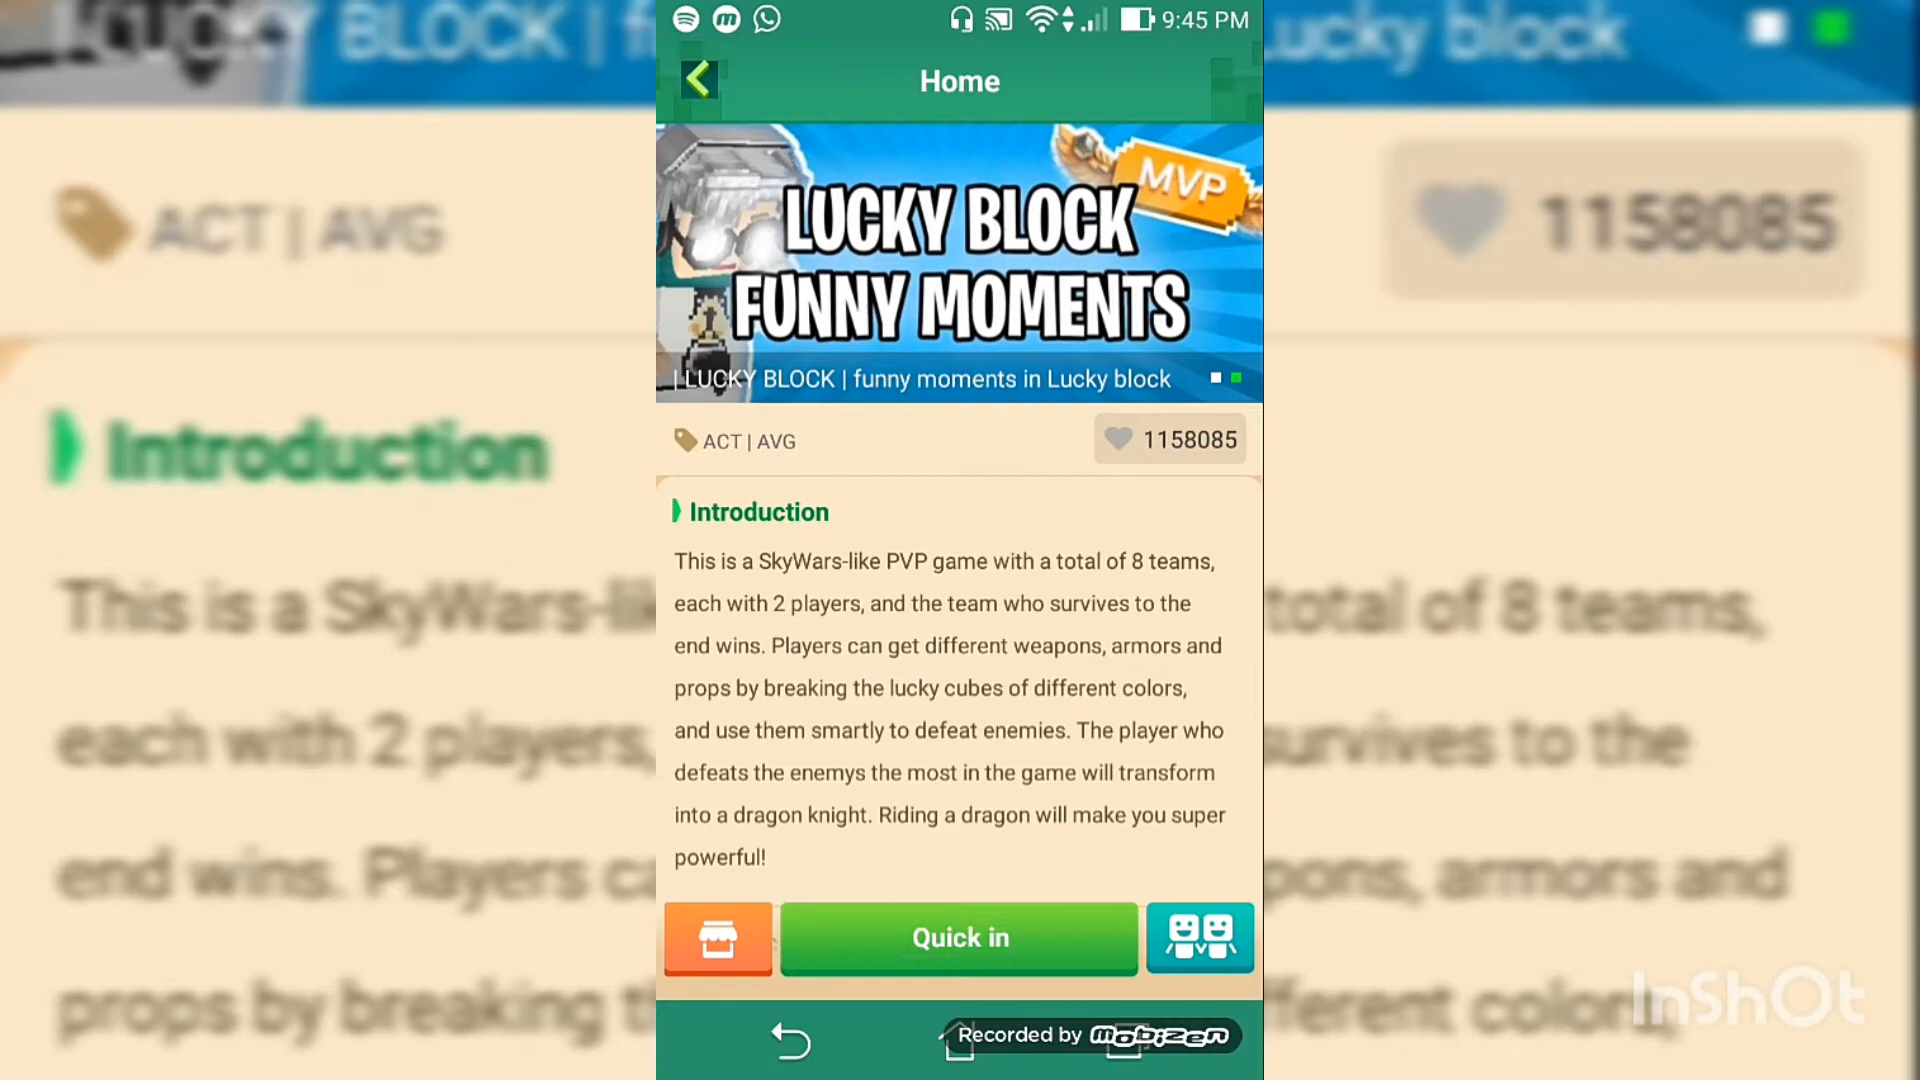 9:45 PM
Home
MVP
LUCKY BLOCK
FUNNY MOMENTS
| LUCKY BLOCK | funny moments in Lucky block
ACT | AVG
1158085
Introduction
This is a SkyWars-like PVP game with a total of 8 teams,
each with 2 players, and the team who survives to the
end wins. Players can get different weapons, armors and
props by breaking the lucky cubes of different colors,
and use them smartly to defeat enemies. The player who
defeats the enemys the most in the game will transform
into a dragon knight. Riding a dragon will make you super
powerful!
Quick in
Recorded by mobizen
InShOt